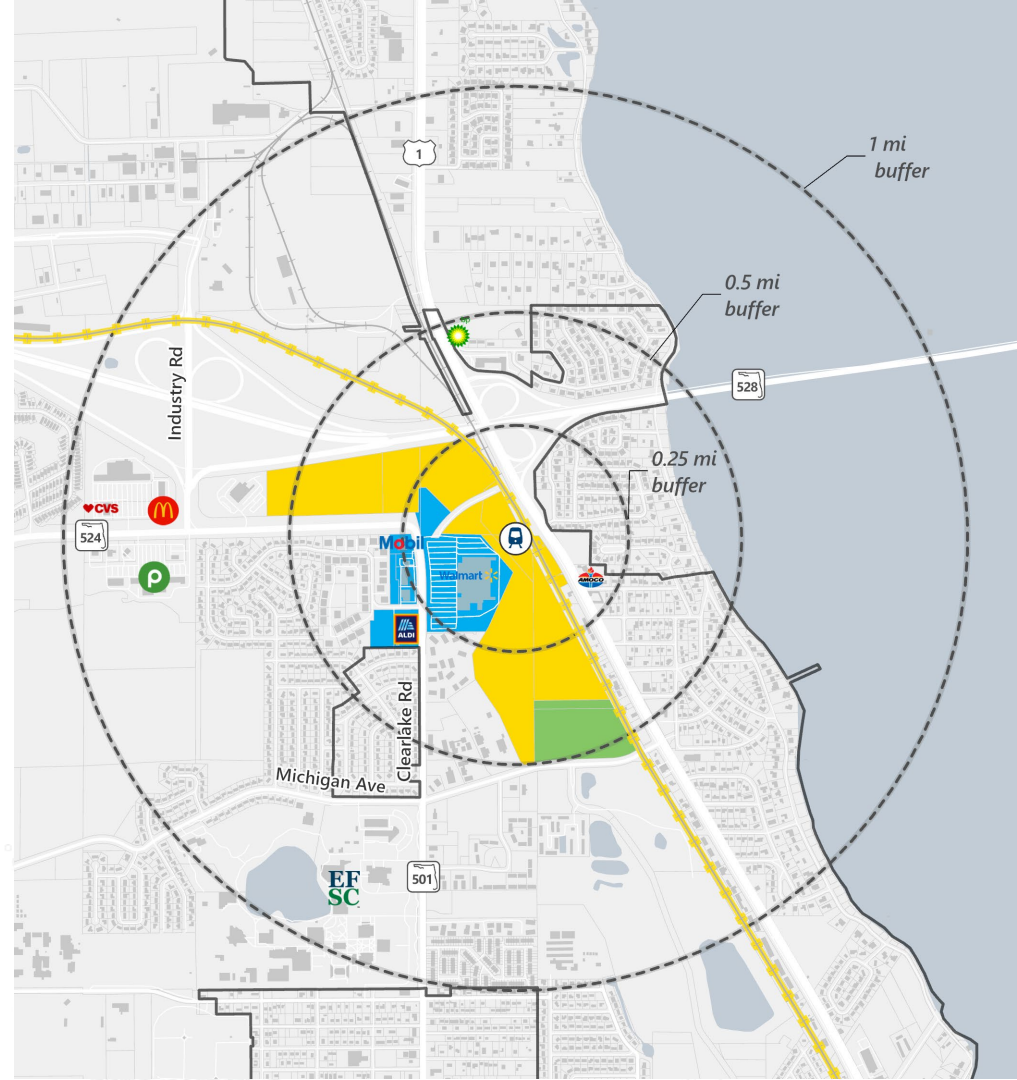 1 mi
buffer
1
0.5 mi
buffer
bp
Industry Rd
528
0.25 mi
buffer
CVS
M
524
Mobil
Walmart
AMOCO
P
ALDI
Clearlake Rd
Michigan Ave
EF
SC
501